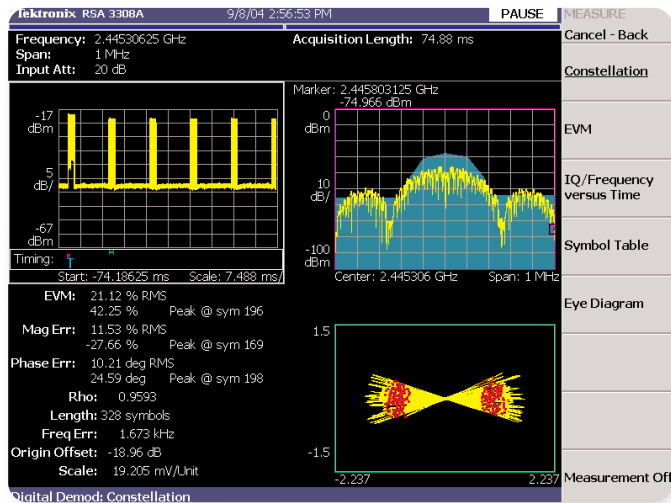 Tektronix RSA 3308A 9/8/04 2:56:53 PM PAUSE MEASURE
Frequency: 2.44530625 GHz Acquisition Length: 74.88 ms Cancel - Back
Span: 1 MHz
Input Att: 20 dB
Constellation
Marker: 2.445803125 GHz
-74.966 dBm
-17
dBm
5
dB/
-67
dBm
Timing:
T
Start: -74.18625 ms Scale: 7.488 ms/
0
dBm
10
dB/
-100
dBm
Center: 2.445306 GHz Span: 1 MHz
EVM
IQ/Frequency
versus Time
Symbol Table
Eye Diagram
EVM: 21.12 % RMS
42.25 % Peak @ sym 196
Mag Err: 11.53 % RMS
-27.66 % Peak @ sym 169
Phase Err: 10.21 deg RMS
24.59 deg Peak @ sym 198
Rho: 0.9593
Length: 328 symbols
Freq Err: 1.673 kHz
Origin Offset: -18.96 dB
Scale: 19.205 mV/Unit
1.5
-1.5
-2.237 2.237
Measurement Off
Digital Demod: Constellation